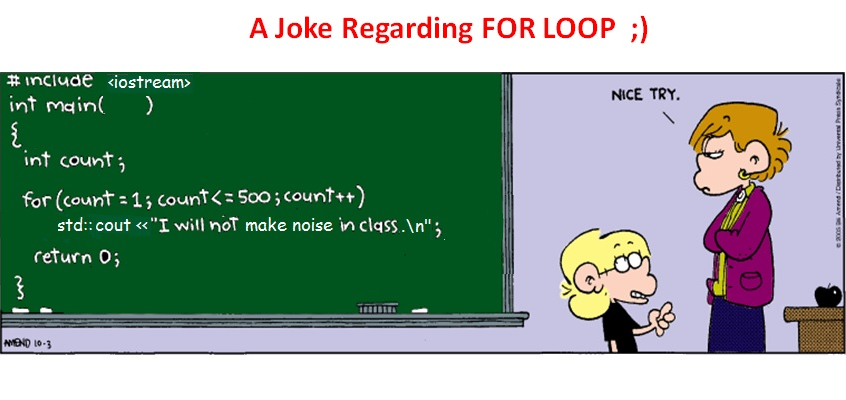 A Joke Regarding FOR LOOP ;)
#include <iostream>
int main( )
{
int count;
for (count = 1; count <= 500; count++)
std::cout << "I will not make noise in class.\n";
return 0;
}
AMEND 10-3
NICE TRY.
© 2003 Bill Amend / Distributed by Universal Press Syndicate